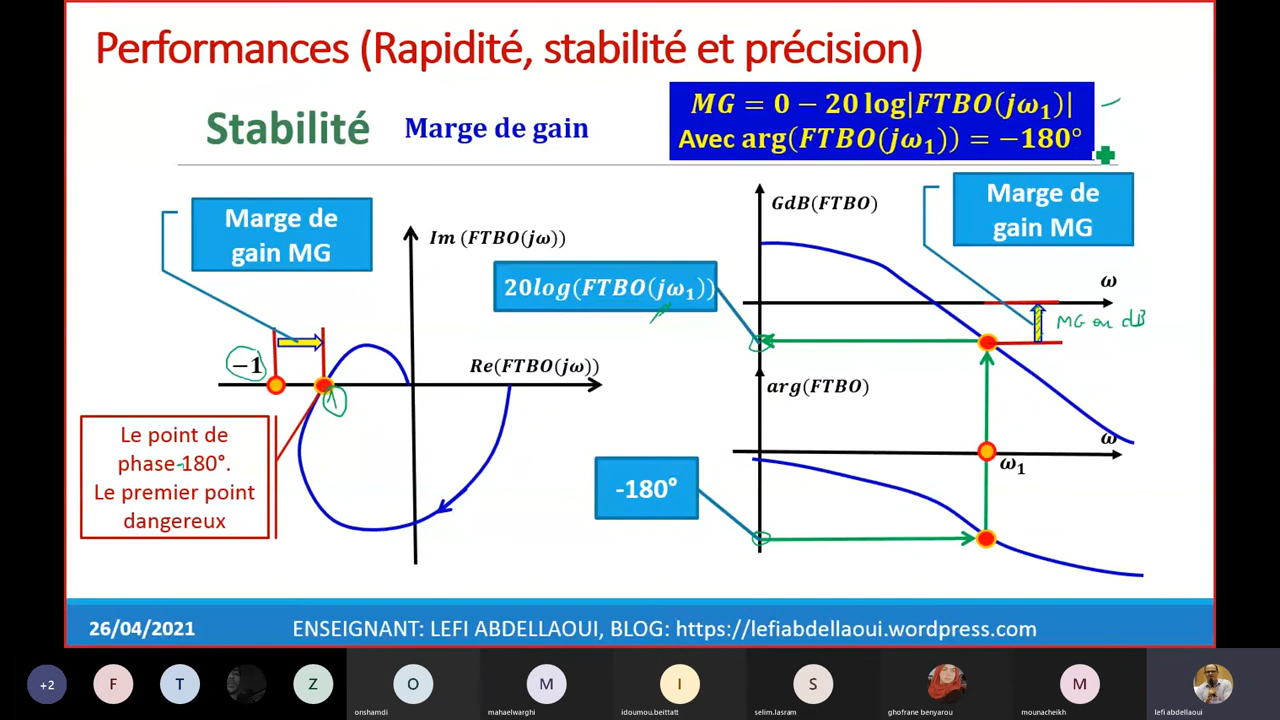 Performances (Rapidité, stabilité et précision)
Stabilité
Marge de gain
MG = 0 − 20 log|FTBO(jω₁)|
Avec arg(FTBO(jω₁)) = −180°
Marge de
gain MG
Im (FTBO(jω))
−1
Re(FTBO(jω))
Le point de
phase-180°.
Le premier point
dangereux
20log(FTBO(jω₁))
GdB(FTBO)
Marge de
gain MG
ω
MG en dB
arg(FTBO)
ω
ω₁
-180°
26/04/2021
ENSEIGNANT: LEFI ABDELLAOUI, BLOG: https://lefiabdellaoui.wordpress.com
+2
F
T
Z
O
M
I
S
M
onshamdi
mahaelwarghi
idoumou.beittatt
selim.lasram
ghofrane benyarou
mounacheikh
lefi abdellaoui